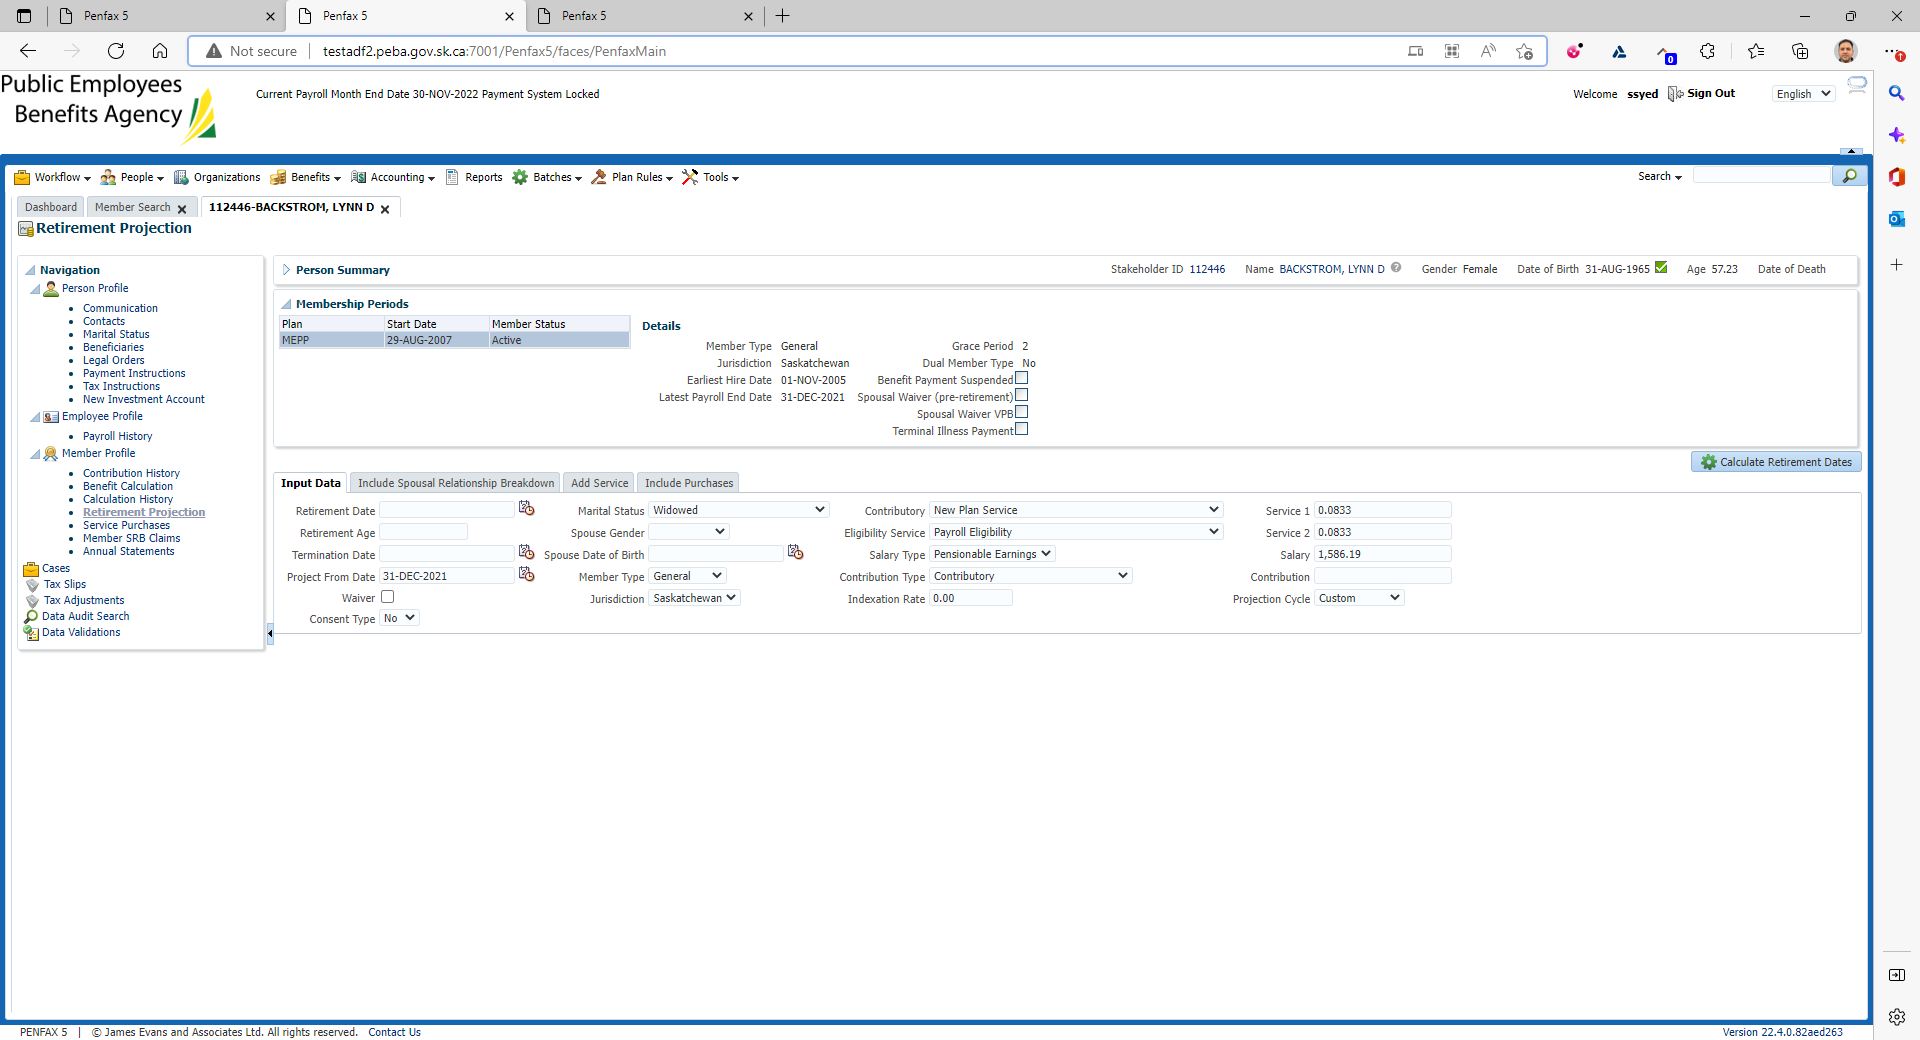 Penfax 5
Penfax 5
Penfax 5
Not secure
testadf2.peba.gov.sk.ca:7001/Penfax5/faces/PenfaxMain
0
Public Employees
Benefits Agency
Current Payroll Month End Date 30-NOV-2022 Payment System Locked
Welcome ssyed Sign Out English
Workflow People Organizations Benefits Accounting Reports Batches Plan Rules Tools Search
Dashboard Member Search 112446-BACKSTROM, LYNN D
Retirement Projection
Navigation
Person Profile
Communication
Contacts
Marital Status
Beneficiaries
Legal Orders
Payment Instructions
Tax Instructions
New Investment Account
Employee Profile
Payroll History
Member Profile
Contribution History
Benefit Calculation
Calculation History
Retirement Projection
Service Purchases
Member SRB Claims
Annual Statements
Cases
Tax Slips
Tax Adjustments
Data Audit Search
Data Validations
Person Summary Stakeholder ID 112446 Name BACKSTROM, LYNN D Gender Female Date of Birth 31-AUG-1965 Age 57.23 Date of Death
Membership Periods
Plan Start Date Member Status
MEPP 29-AUG-2007 Active
Details
Member Type General Grace Period 2
Jurisdiction Saskatchewan Dual Member Type No
Earliest Hire Date 01-NOV-2005 Benefit Payment Suspended
Latest Payroll End Date 31-DEC-2021 Spousal Waiver (pre-retirement)
Spousal Waiver VPB
Terminal Illness Payment
Calculate Retirement Dates
Input Data Include Spousal Relationship Breakdown Add Service Include Purchases
Retirement Date Marital Status Widowed Contributory New Plan Service Service 1 0.0833
Retirement Age Spouse Gender Eligibility Service Payroll Eligibility Service 2 0.0833
Termination Date Spouse Date of Birth Salary Type Pensionable Earnings Salary 1,586.19
Project From Date 31-DEC-2021 Member Type General Contribution Type Contributory Contribution
Waiver Jurisdiction Saskatchewan Indexation Rate 0.00 Projection Cycle Custom
Consent Type No
PENFAX 5 | © James Evans and Associates Ltd. All rights reserved. Contact Us Version 22.4.0.82aed263